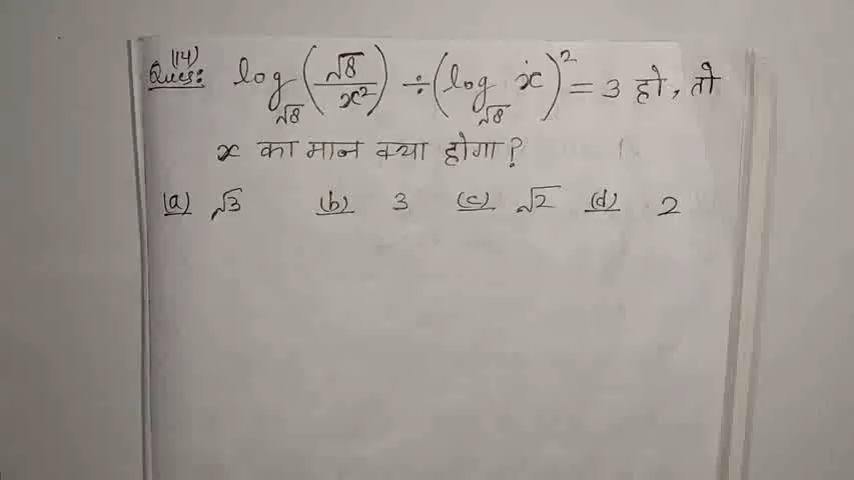 (14)
Ques: log_√8 (√8/x²) ÷ (log_√8 x)² = 3 हो, तो
x का मान क्या होगा?
(a) √3 (b) 3 (c) √2 (d) 2